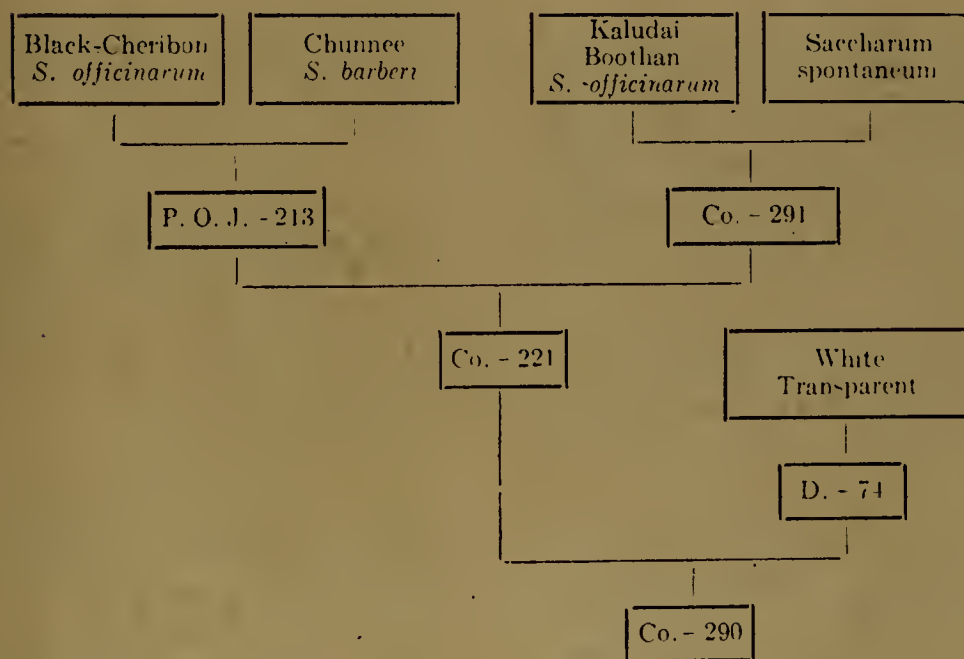 Black-Cheribon
S. officinarum
Chunnee
S. barberi
Kaludai
Boothan
S. -officinarum
Saccharum
spontaneum
P. O. J. - 213
Co. - 291
Co. - 221
White
Transparent
D. - 74
Co. - 290